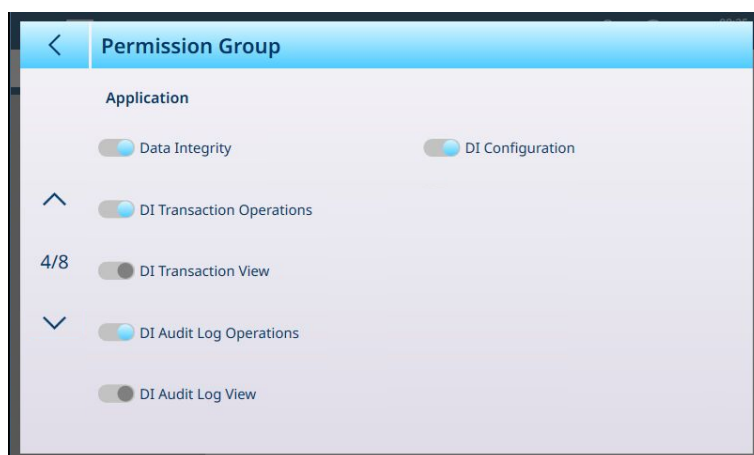 Permission Group
Application
Data Integrity
DI Configuration
DI Transaction Operations
4/8
DI Transaction View
DI Audit Log Operations
DI Audit Log View